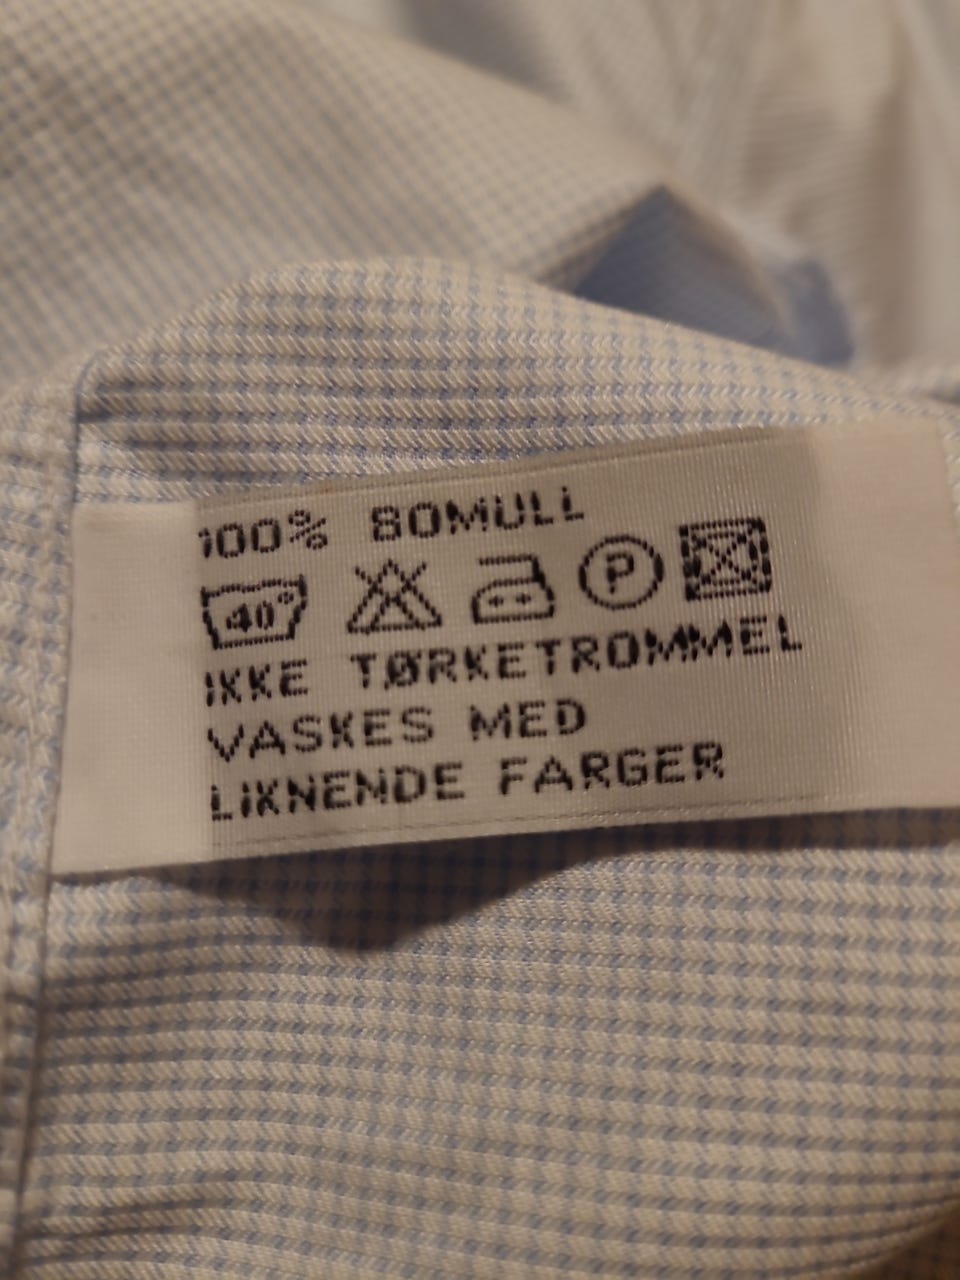 100% BOMULL
40° P
IKKE TØRKETROMMEL
VASKES MED
LIKNENDE FARGER